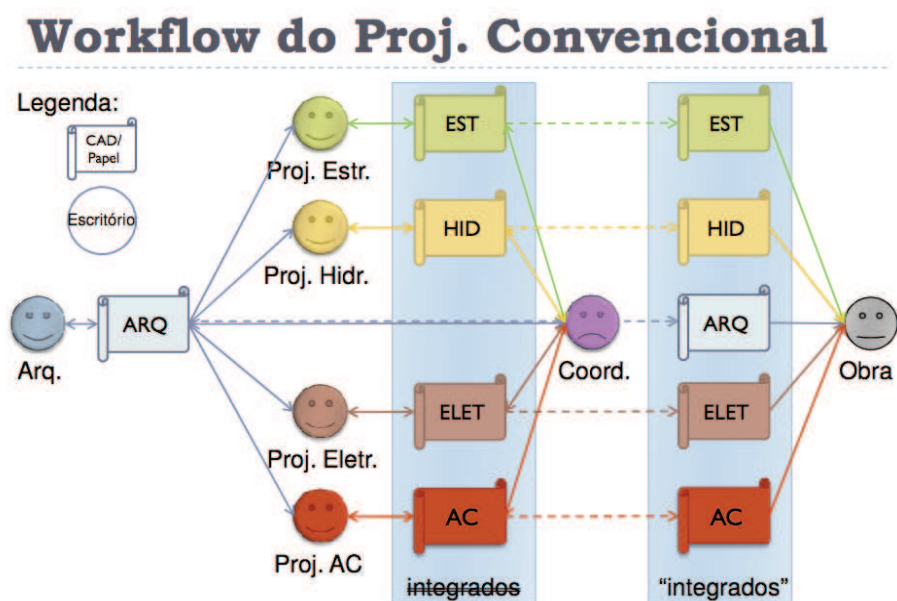 Workflow do Proj. Convencional
Legenda:
CAD/
Papel
Escritório
Arq.
ARQ
Proj. Estr.
Proj. Hidr.
Proj. Eletr.
Proj. AC
EST
HID
ELET
AC
integrados
Coord.
EST
HID
ARQ
ELET
AC
“integrados”
Obra